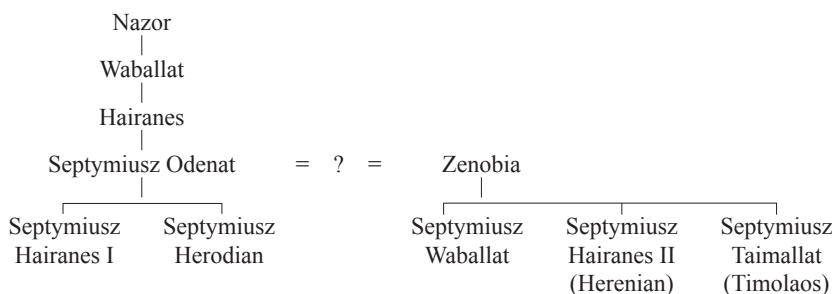 Nazor
Waballat
Hairanes
Septymiusz Odenat = ? = Zenobia
Septymiusz Septymiusz Septymiusz Septymiusz Septymiusz
Hairanes I Herodian Waballat Hairanes II Taimallat
(Herenian) (Timolaos)